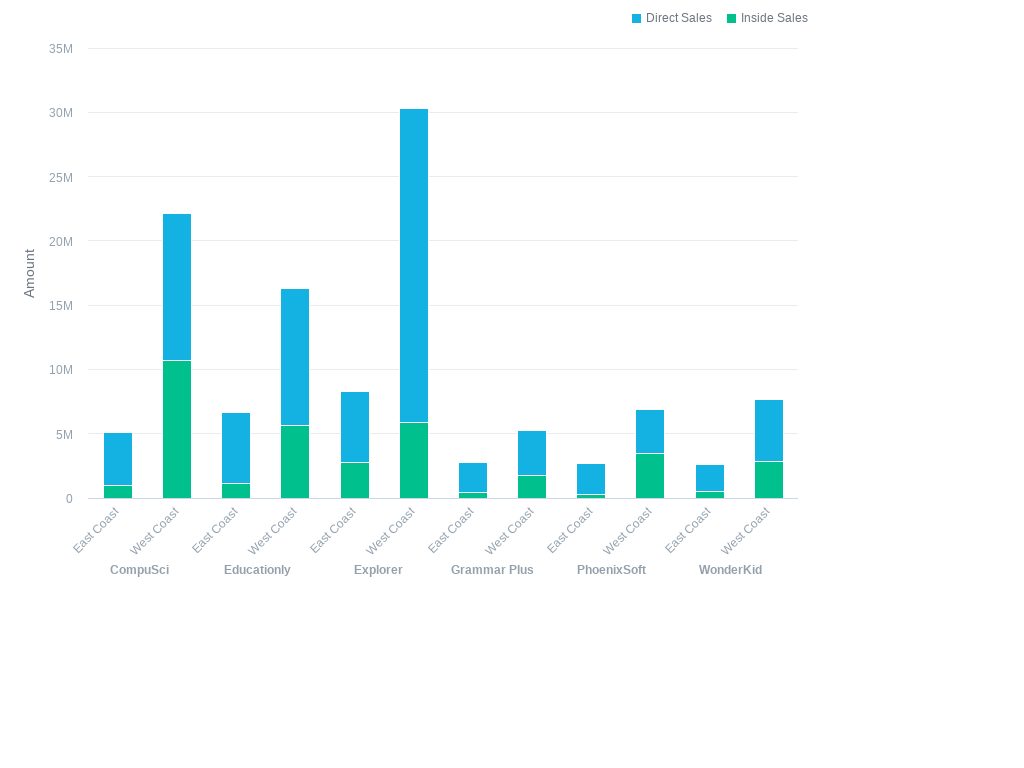 Direct Sales Inside Sales
35M
30M
25M
20M
15M
10M
5M
0
Amount
East Coast West Coast East Coast West Coast East Coast West Coast East Coast West Coast East Coast West Coast East Coast West Coast
CompuSci Educationly Explorer Grammar Plus PhoenixSoft WonderKid